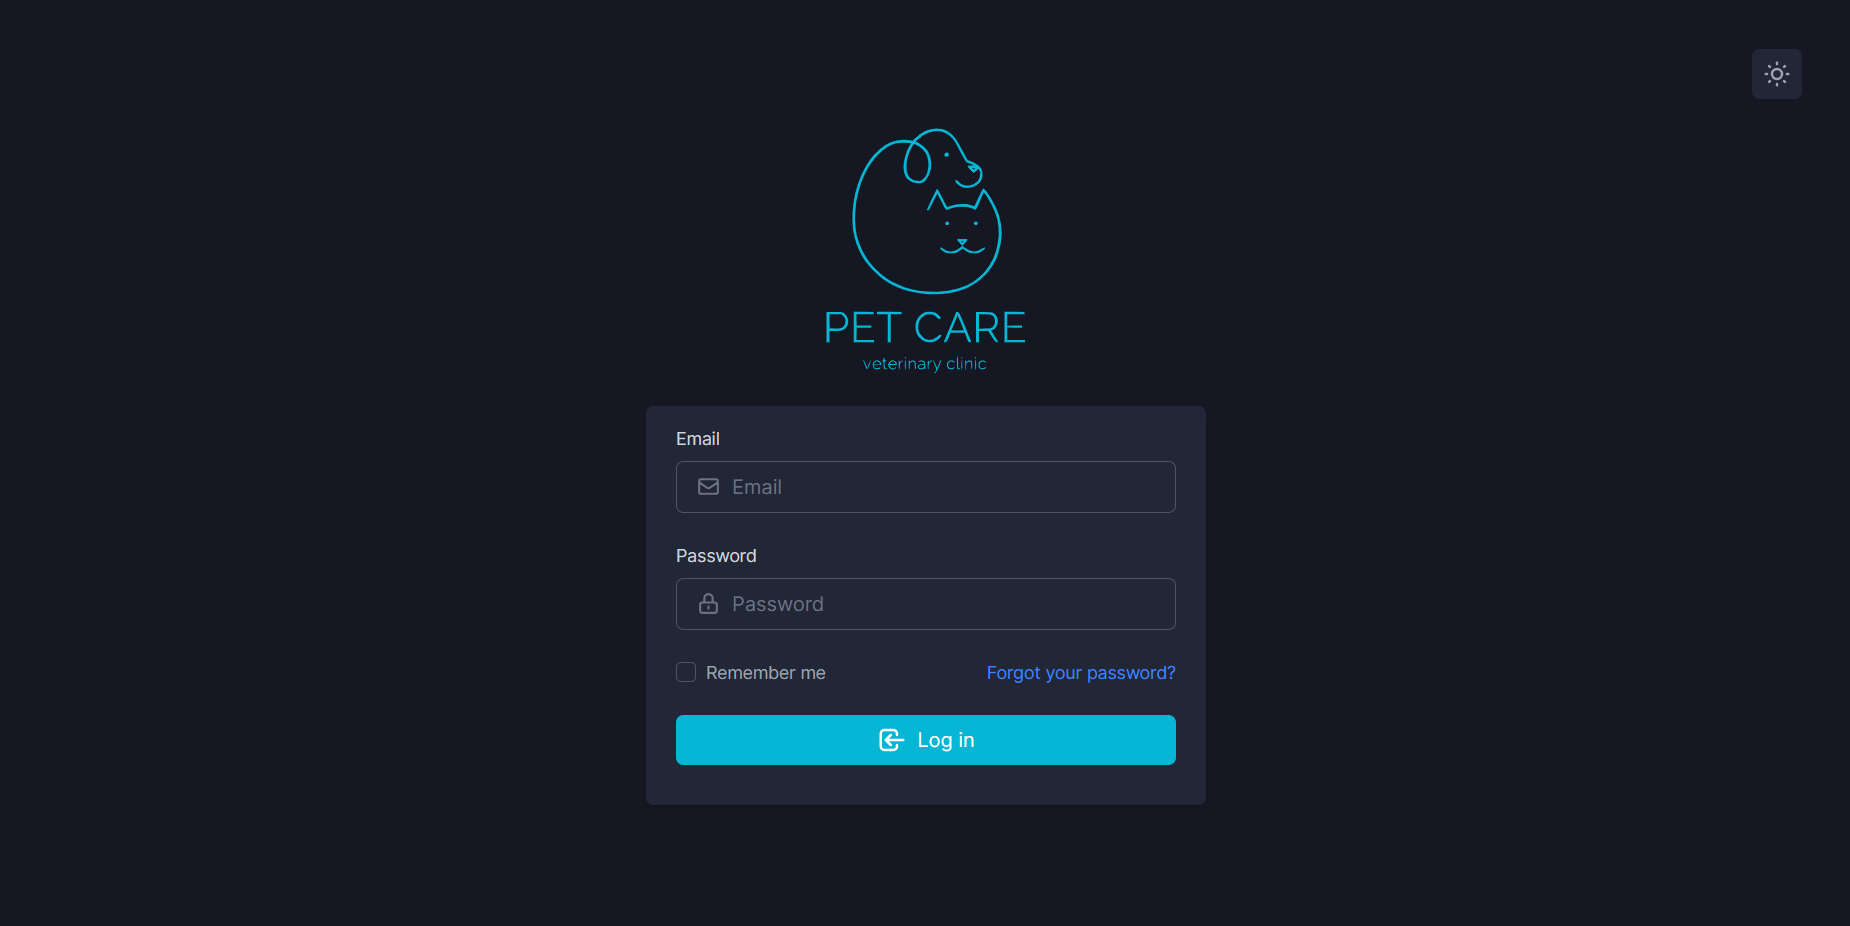 PET CARE
veterinary clinic
Email
Email
Password
Password
Remember me
Forgot your password?
Log in